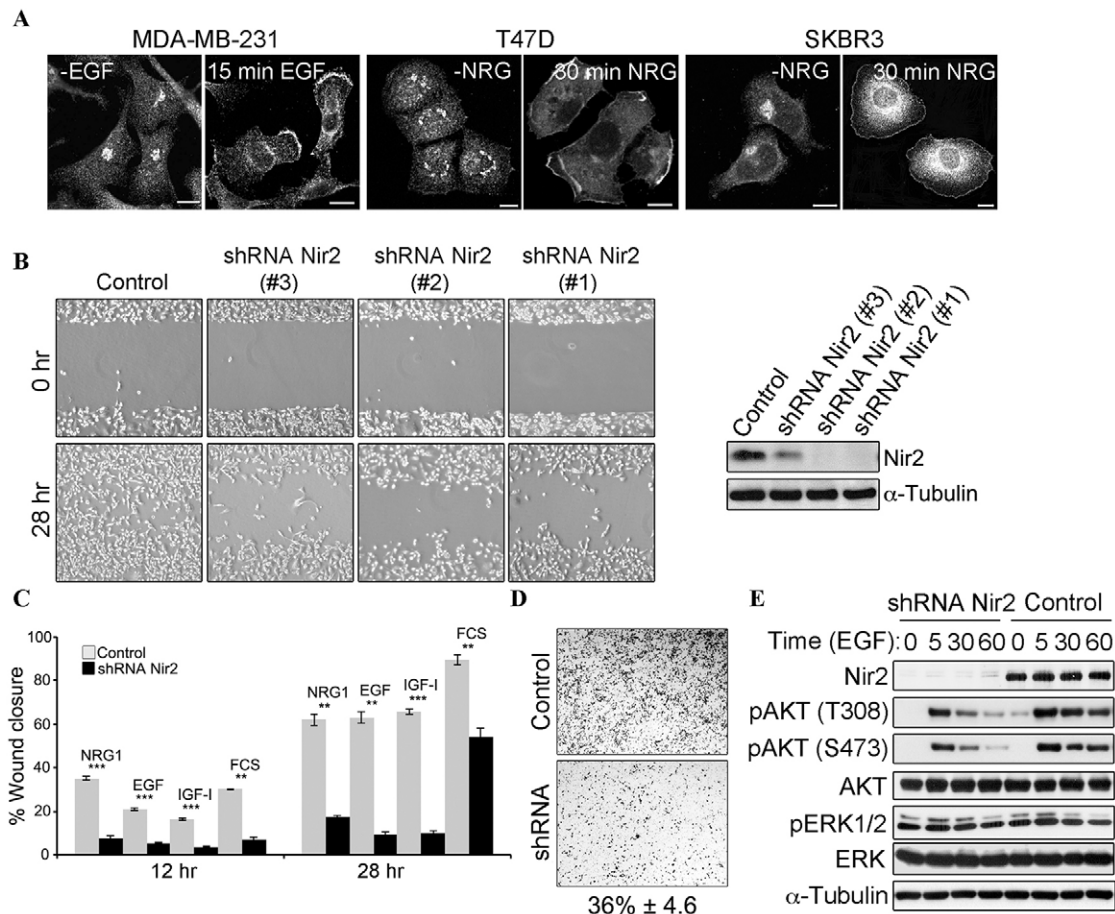 A
MDA-MB-231
T47D
SKBR3
-EGF
15 min EGF
-NRG
30 min NRG
-NRG
30 min NRG
B
Control
shRNA Nir2 (#3)
shRNA Nir2 (#2)
shRNA Nir2 (#1)
0 hr
28 hr
Control
shRNA Nir2 (#3)
shRNA Nir2 (#2)
shRNA Nir2 (#1)
Nir2
α-Tubulin
C
% Wound closure
100
80
60
40
20
0
Control
shRNA Nir2
NRG1
***
EGF
***
IGF-I
***
FCS
**
NRG1
**
EGF
**
IGF-I
***
FCS
**
12 hr
28 hr
D
Control
shRNA
36% ± 4.6
E
shRNA Nir2 Control
Time (EGF): 0 5 30 60 0 5 30 60
Nir2
pAKT (T308)
pAKT (S473)
AKT
pERK1/2
ERK
α-Tubulin